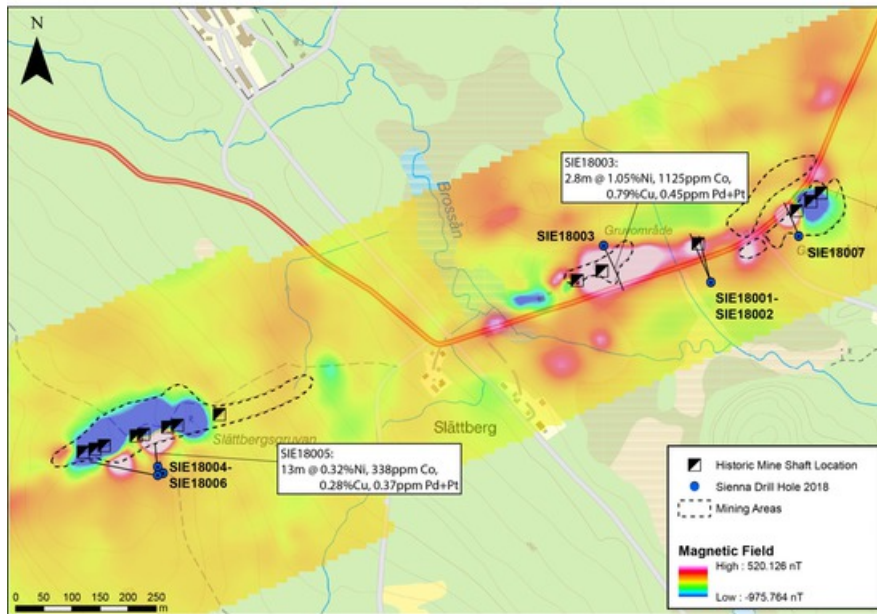 N
SIE18003:
2.8m @ 1.05%Ni, 1125ppm Co,
0.79%Cu, 0.45ppm Pd+Pt
Brossån
SIE18003
Gruvområde
SIE18007
SIE18001-
SIE18002
Slättbergsgruvan
Slättberg
SIE18005:
13m @ 0.32%Ni, 338ppm Co,
0.28%Cu, 0.37ppm Pd+Pt
SIE18004-
SIE18006
Historic Mine Shaft Location
Sienna Drill Hole 2018
Mining Areas
Magnetic Field
High : 520.126 nT
Low : -975.764 nT
0 50 100 150 200 250
m